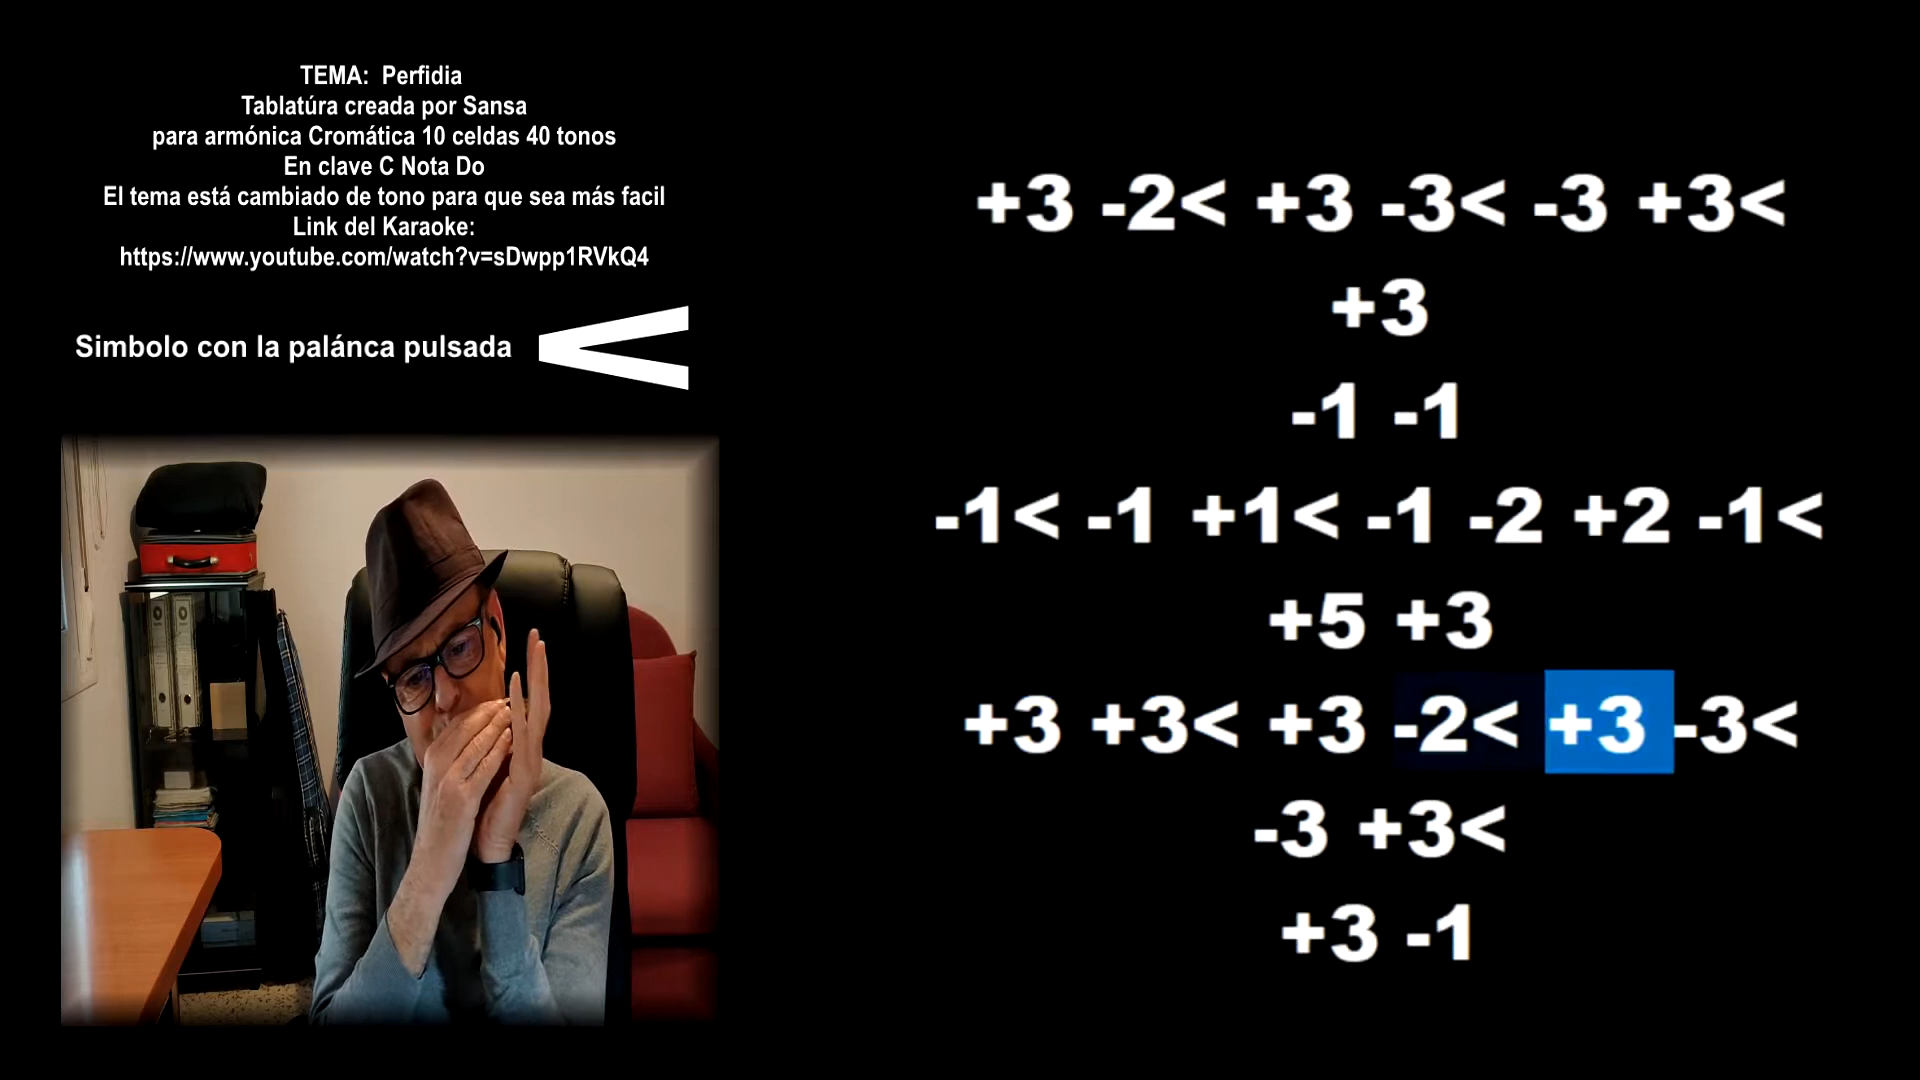 TEMA: Perfidia
Tablatúra creada por Sansa
para armónica Cromática 10 celdas 40 tonos
En clave C Nota Do
El tema está cambiado de tono para que sea más facil
Link del Karaoke:
https://www.youtube.com/watch?v=sDwpp1RVkQ4
Simbolo con la palánca pulsada <
+3 -2< +3 -3< -3 +3<
+3
-1 -1
-1< -1 +1< -1 -2 +2 -1<
+5 +3
+3 +3< +3 -2< +3 -3<
-3 +3<
+3 -1